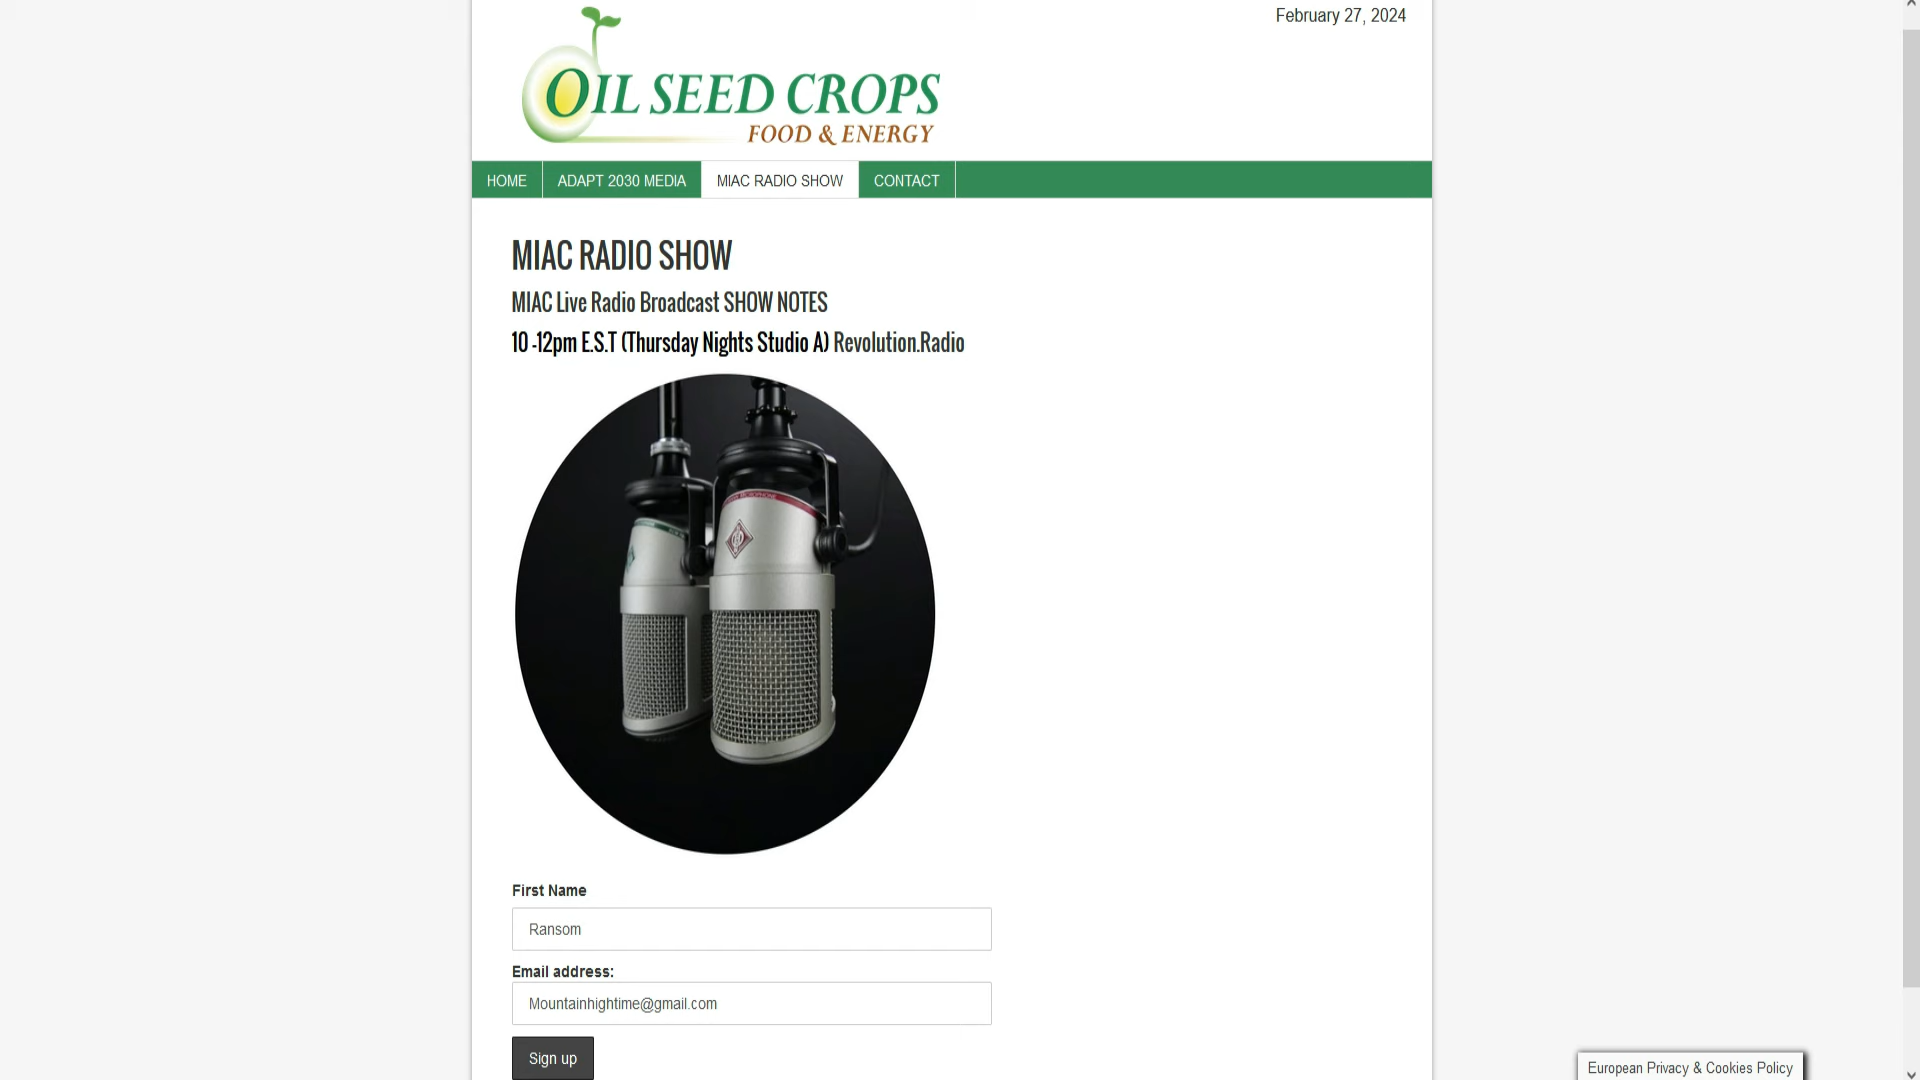 February 27, 2024
OIL SEED CROPS
FOOD & ENERGY
HOME ADAPT 2030 MEDIA MIAC RADIO SHOW CONTACT
MIAC RADIO SHOW
MIAC Live Radio Broadcast SHOW NOTES
10 -12pm E.S.T (Thursday Nights Studio A) Revolution.Radio
First Name
Ransom
Email address:
Mountainhightime@gmail.com
Sign up
European Privacy & Cookies Policy